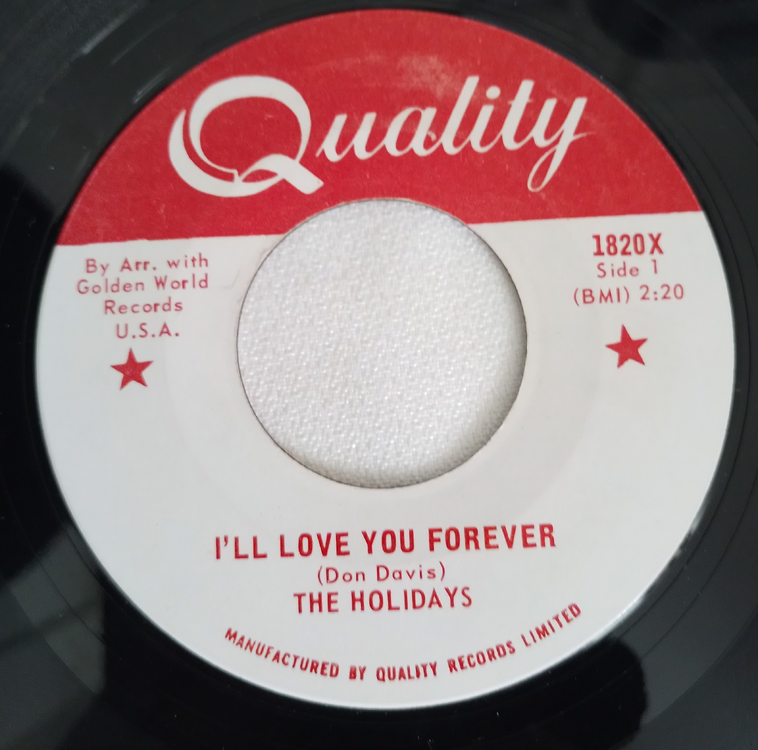 Quality
By Arr. with
Golden World
Records
U.S.A.
1820X
Side 1
(BMI) 2:20
I'LL LOVE YOU FOREVER
(Don Davis)
THE HOLIDAYS
MANUFACTURED BY QUALITY RECORDS LIMITED